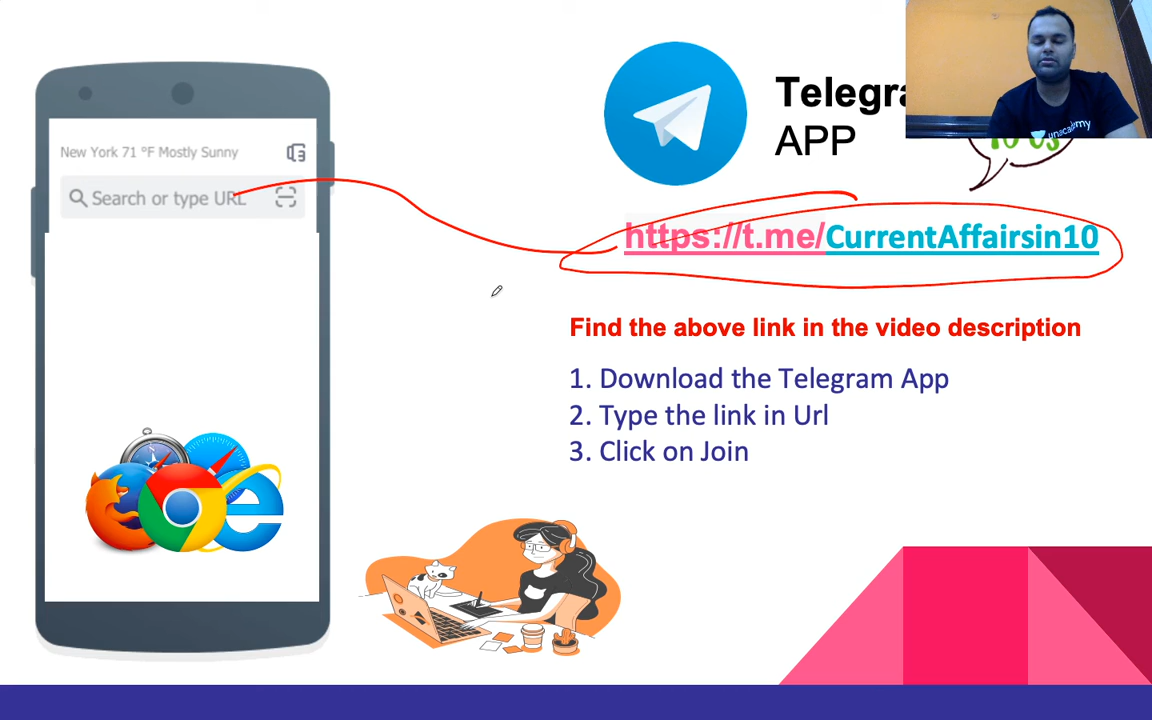 New York 71 °F Mostly Sunny
Search or type URL
APP
unacademy
https://t.me/CurrentAffairsin10
Find the above link in the video description
1. Download the Telegram App
2. Type the link in Url
3. Click on Join